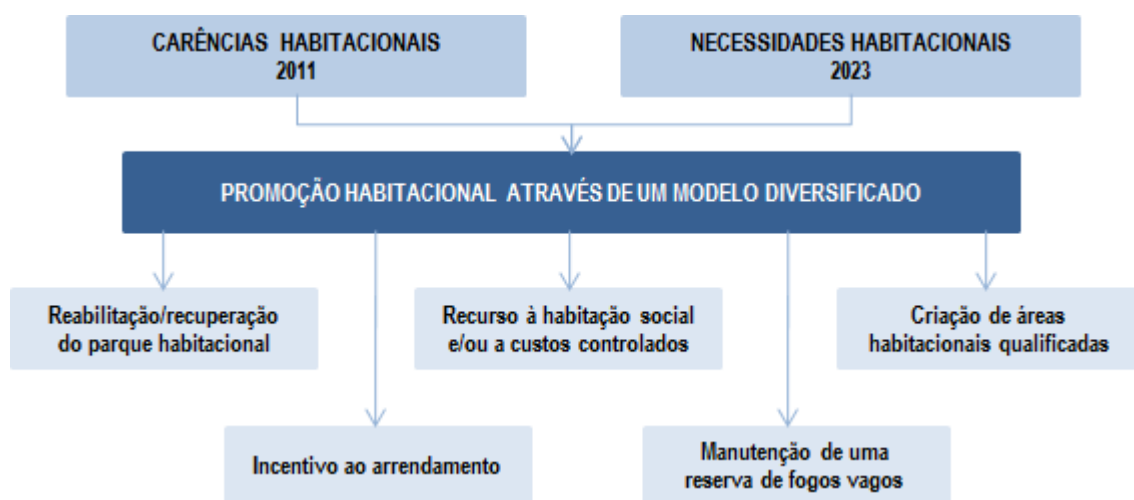 CARÊNCIAS HABITACIONAIS
2011
NECESSIDADES HABITACIONAIS
2023
PROMOÇÃO HABITACIONAL ATRAVÉS DE UM MODELO DIVERSIFICADO
Reabilitação/recuperação
do parque habitacional
Recurso à habitação social
e/ou a custos controlados
Criação de áreas
habitacionais qualificadas
Incentivo ao arrendamento
Manutenção de uma
reserva de fogos vagos